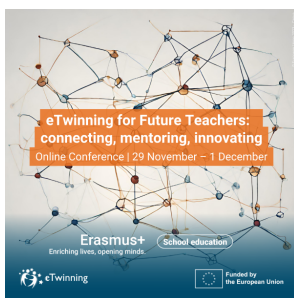 eTwinning for Future Teachers:
connecting, mentoring, innovating
Online Conference | 29 November – 1 December
Erasmus+
School education
Enriching lives, opening minds.
eTwinning
Funded by
the European Union